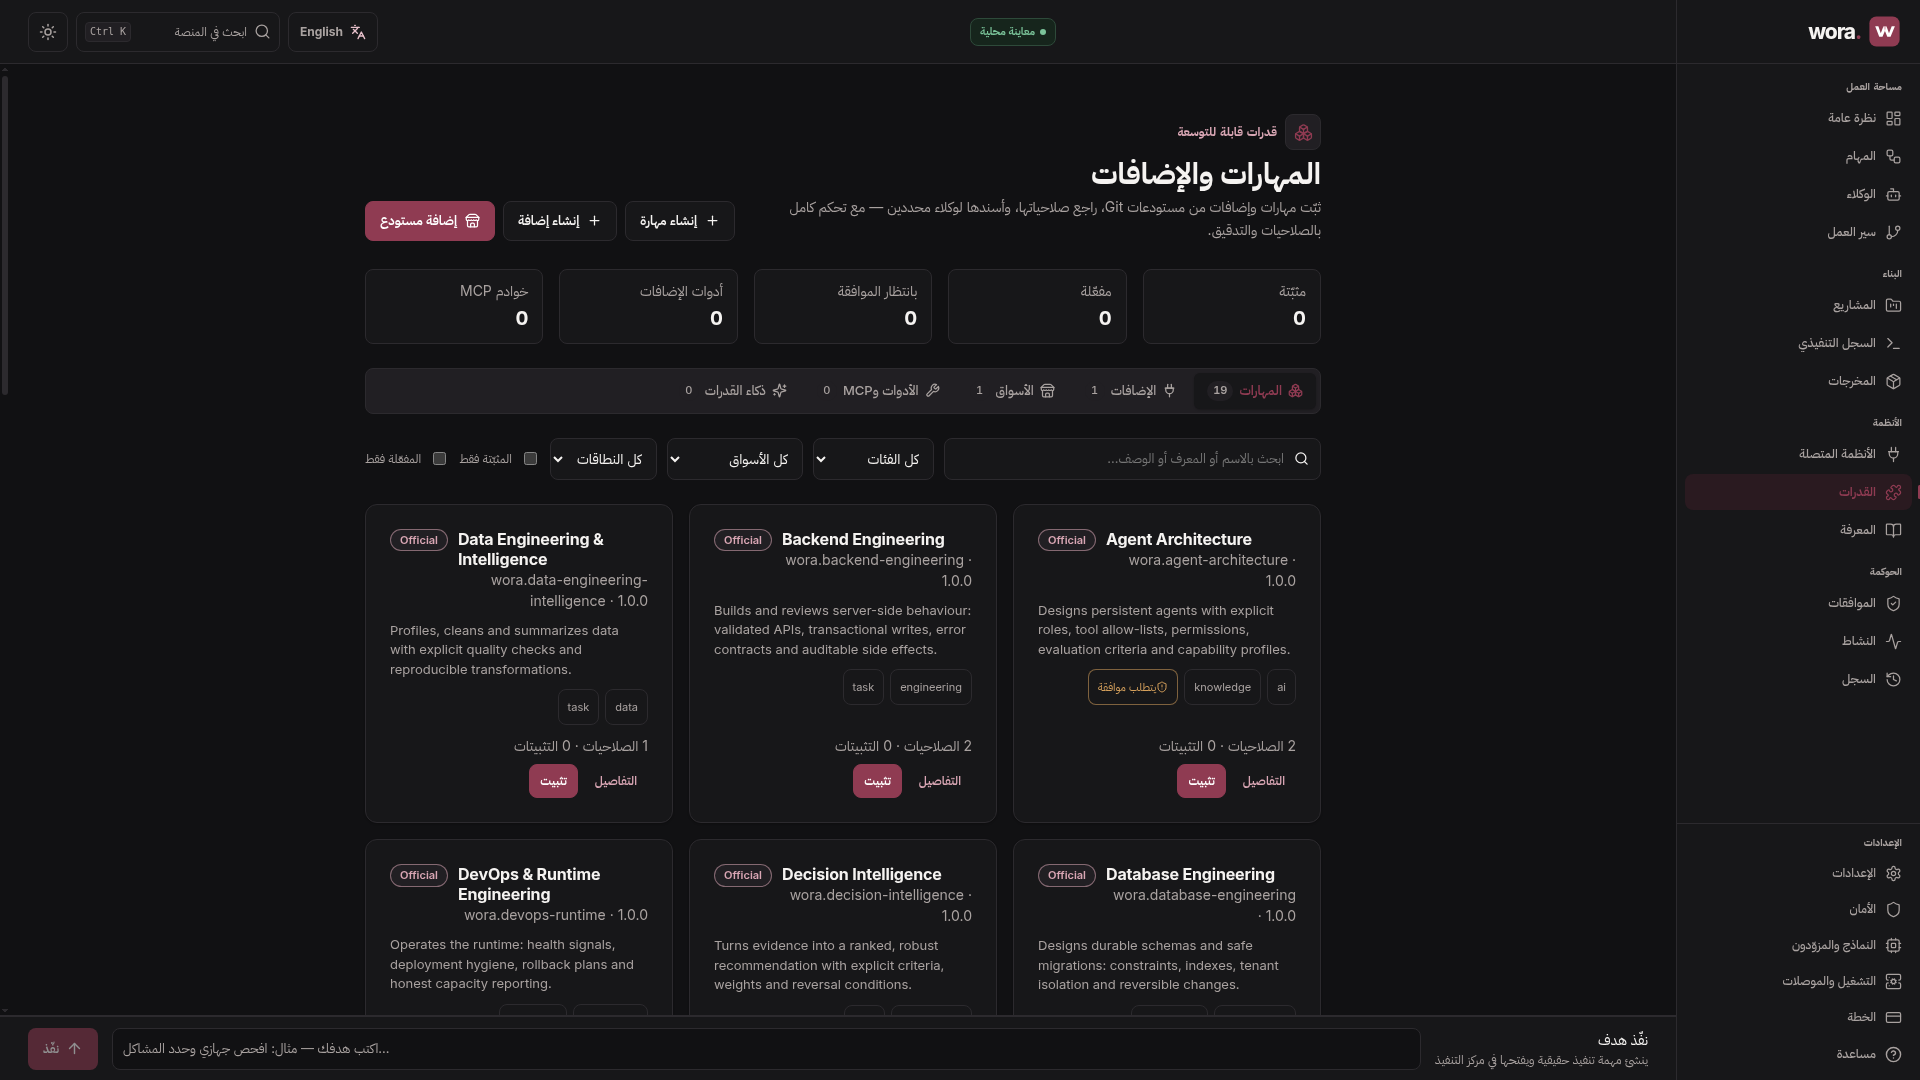 wora.
معاينة محلية
English
ابحث في المنصة
Ctrl K
مساحة العمل
نظرة عامة
المهام
الوكلاء
سير العمل
البناء
المشاريع
السجل التنفيذي
المخرجات
الأنظمة
الأنظمة المتصلة
القدرات
المعرفة
الحوكمة
الموافقات
النشاط
السجل
الإعدادات
الإعدادات
الأمان
النماذج والمزوّدون
التشغيل والموصلات
الخطة
مساعدة
قدرات قابلة للتوسعة
المهارات والإضافات
ثبّت مهارات وإضافات من مستودعات Git، راجع صلاحياتها، وأسندها لوكلاء محددين — مع تحكم كامل
بالصلاحيات والتدقيق.
إنشاء مهارة
إنشاء إضافة
إضافة مستودع
مثبّتة
0
مفعّلة
0
بانتظار الموافقة
0
أدوات الإضافات
0
خوادم MCP
0
المهارات 19
الإضافات 1
الأسواق 1
الأدوات وMCP 0
ذكاء القدرات 0
ابحث بالاسم أو المعرف أو الوصف...
كل الفئات
كل الأسواق
كل النطاقات
المثبّتة فقط
المفعّلة فقط
Agent Architecture
Official
wora.agent-architecture ·
1.0.0
Designs persistent agents with explicit
roles, tool allow-lists, permissions,
evaluation criteria and capability profiles.
ai
knowledge
يتطلب موافقة
2 الصلاحيات · 0 التثبيتات
التفاصيل
تثبيت
Backend Engineering
Official
wora.backend-engineering ·
1.0.0
Builds and reviews server-side behaviour:
validated APIs, transactional writes, error
contracts and auditable side effects.
engineering
task
2 الصلاحيات · 0 التثبيتات
التفاصيل
تثبيت
Data Engineering &
Intelligence
Official
wora.data-engineering-
intelligence · 1.0.0
Profiles, cleans and summarizes data
with explicit quality checks and
reproducible transformations.
data
task
1 الصلاحيات · 0 التثبيتات
التفاصيل
تثبيت
Database Engineering
Official
wora.database-engineering
· 1.0.0
Designs durable schemas and safe
migrations: constraints, indexes, tenant
isolation and reversible changes.
Decision Intelligence
Official
wora.decision-intelligence ·
1.0.0
Turns evidence into a ranked, robust
recommendation with explicit criteria,
weights and reversal conditions.
DevOps & Runtime
Engineering
Official
wora.devops-runtime · 1.0.0
Operates the runtime: health signals,
deployment hygiene, rollback plans and
honest capacity reporting.
نفّذ هدف
ينشئ مهمة تنفيذ حقيقية ويفتحها في مركز التنفيذ
اكتب هدفك — مثال: افحص جهازي وحدد المشاكل...
نفّذ